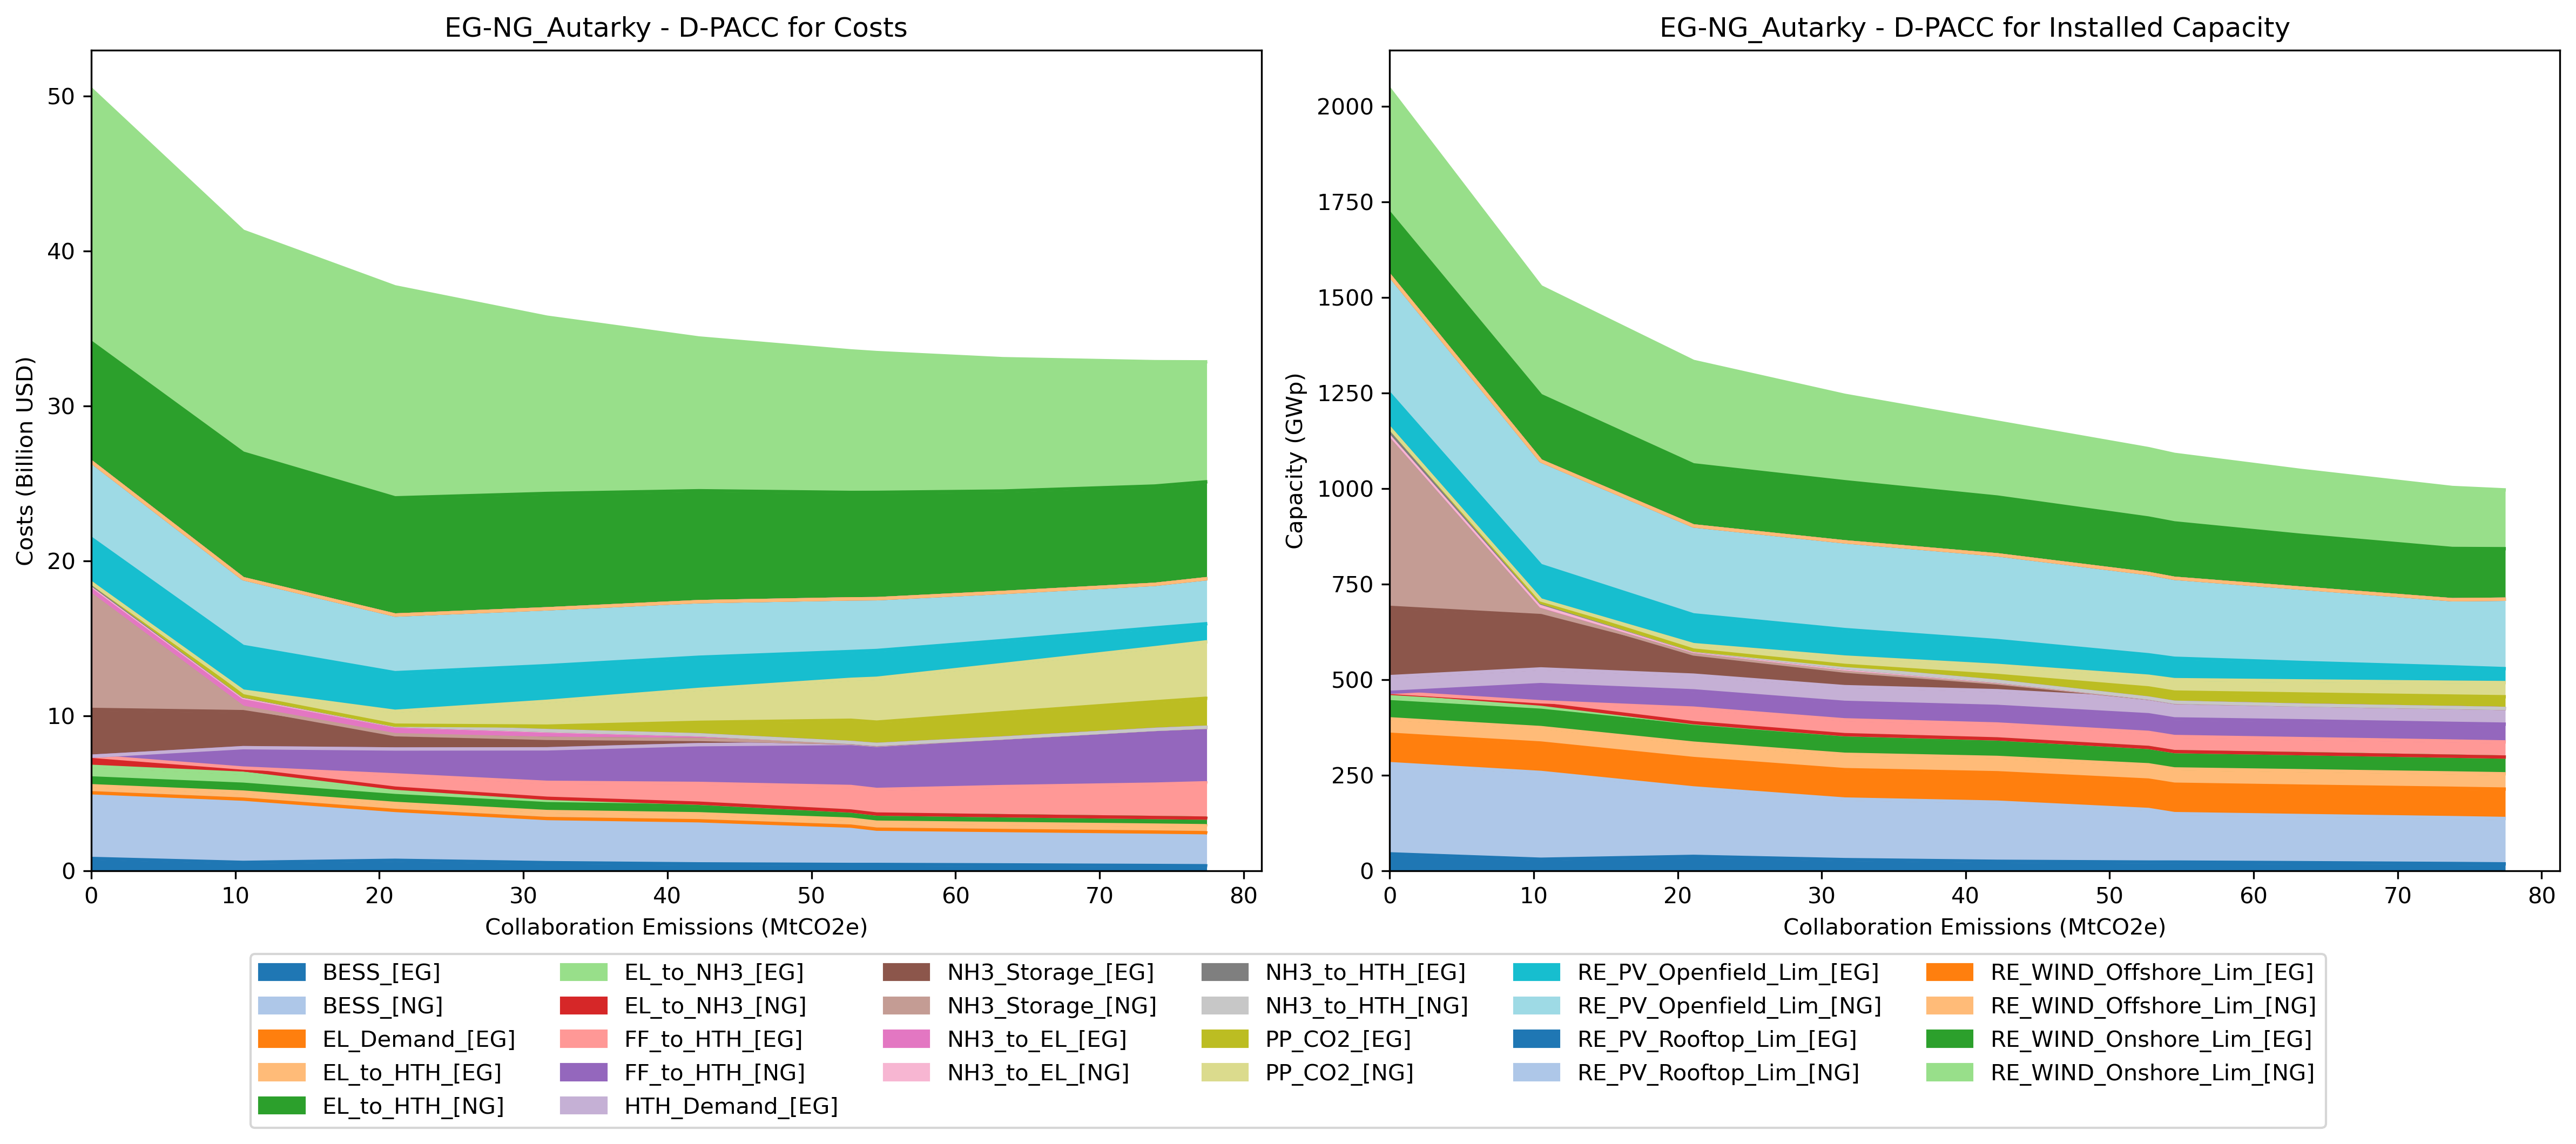 EG-NG_Autarky - D-PACC for Costs
50
40
30
20
10
0
Costs (Billion USD)
0 10 20 30 40 50 60 70 80
Collaboration Emissions (MtCO2e)
EG-NG_Autarky - D-PACC for Installed Capacity
2000
1750
1500
1250
1000
750
500
250
0
Capacity (GWp)
0 10 20 30 40 50 60 70 80
Collaboration Emissions (MtCO2e)
BESS_[EG]
BESS_[NG]
EL_Demand_[EG]
EL_to_HTH_[EG]
EL_to_HTH_[NG]
EL_to_NH3_[EG]
EL_to_NH3_[NG]
FF_to_HTH_[EG]
FF_to_HTH_[NG]
HTH_Demand_[EG]
NH3_Storage_[EG]
NH3_Storage_[NG]
NH3_to_EL_[EG]
NH3_to_EL_[NG]
NH3_to_HTH_[EG]
NH3_to_HTH_[NG]
PP_CO2_[EG]
PP_CO2_[NG]
RE_PV_Openfield_Lim_[EG]
RE_PV_Openfield_Lim_[NG]
RE_PV_Rooftop_Lim_[EG]
RE_PV_Rooftop_Lim_[NG]
RE_WIND_Offshore_Lim_[EG]
RE_WIND_Offshore_Lim_[NG]
RE_WIND_Onshore_Lim_[EG]
RE_WIND_Onshore_Lim_[NG]